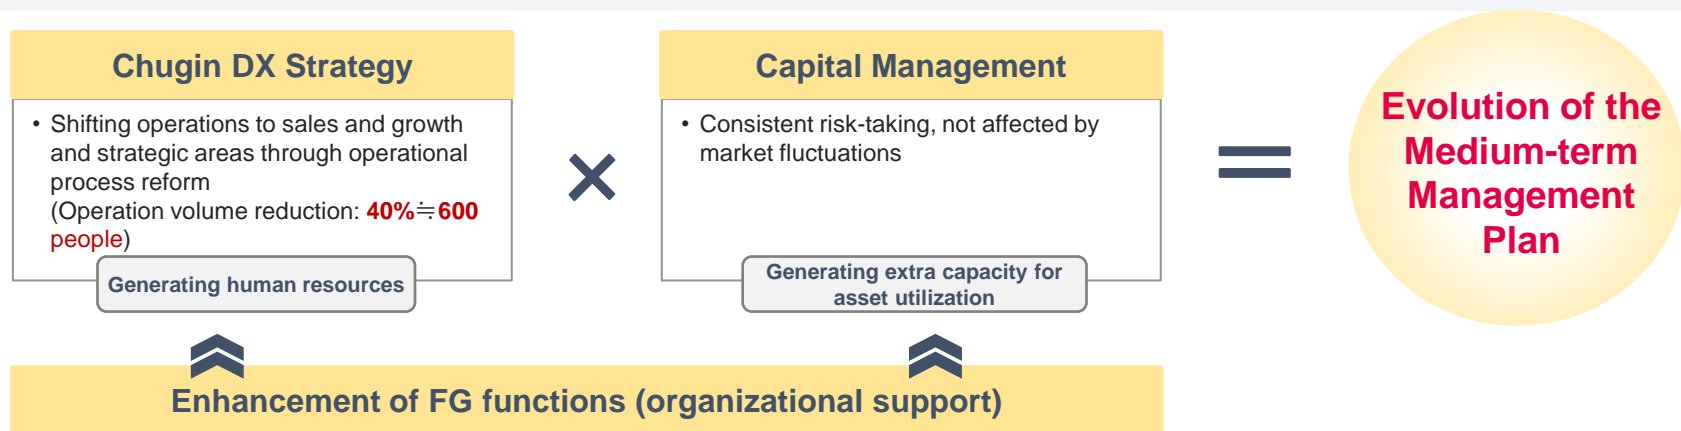 Chugin DX Strategy
• Shifting operations to sales and growth
and strategic areas through operational
process reform
(Operation volume reduction: 40%≒600
people)
Generating human resources
×
Capital Management
• Consistent risk-taking, not affected by
market fluctuations
Generating extra capacity for
asset utilization
=
Evolution of the
Medium-term
Management
Plan
Enhancement of FG functions (organizational support)